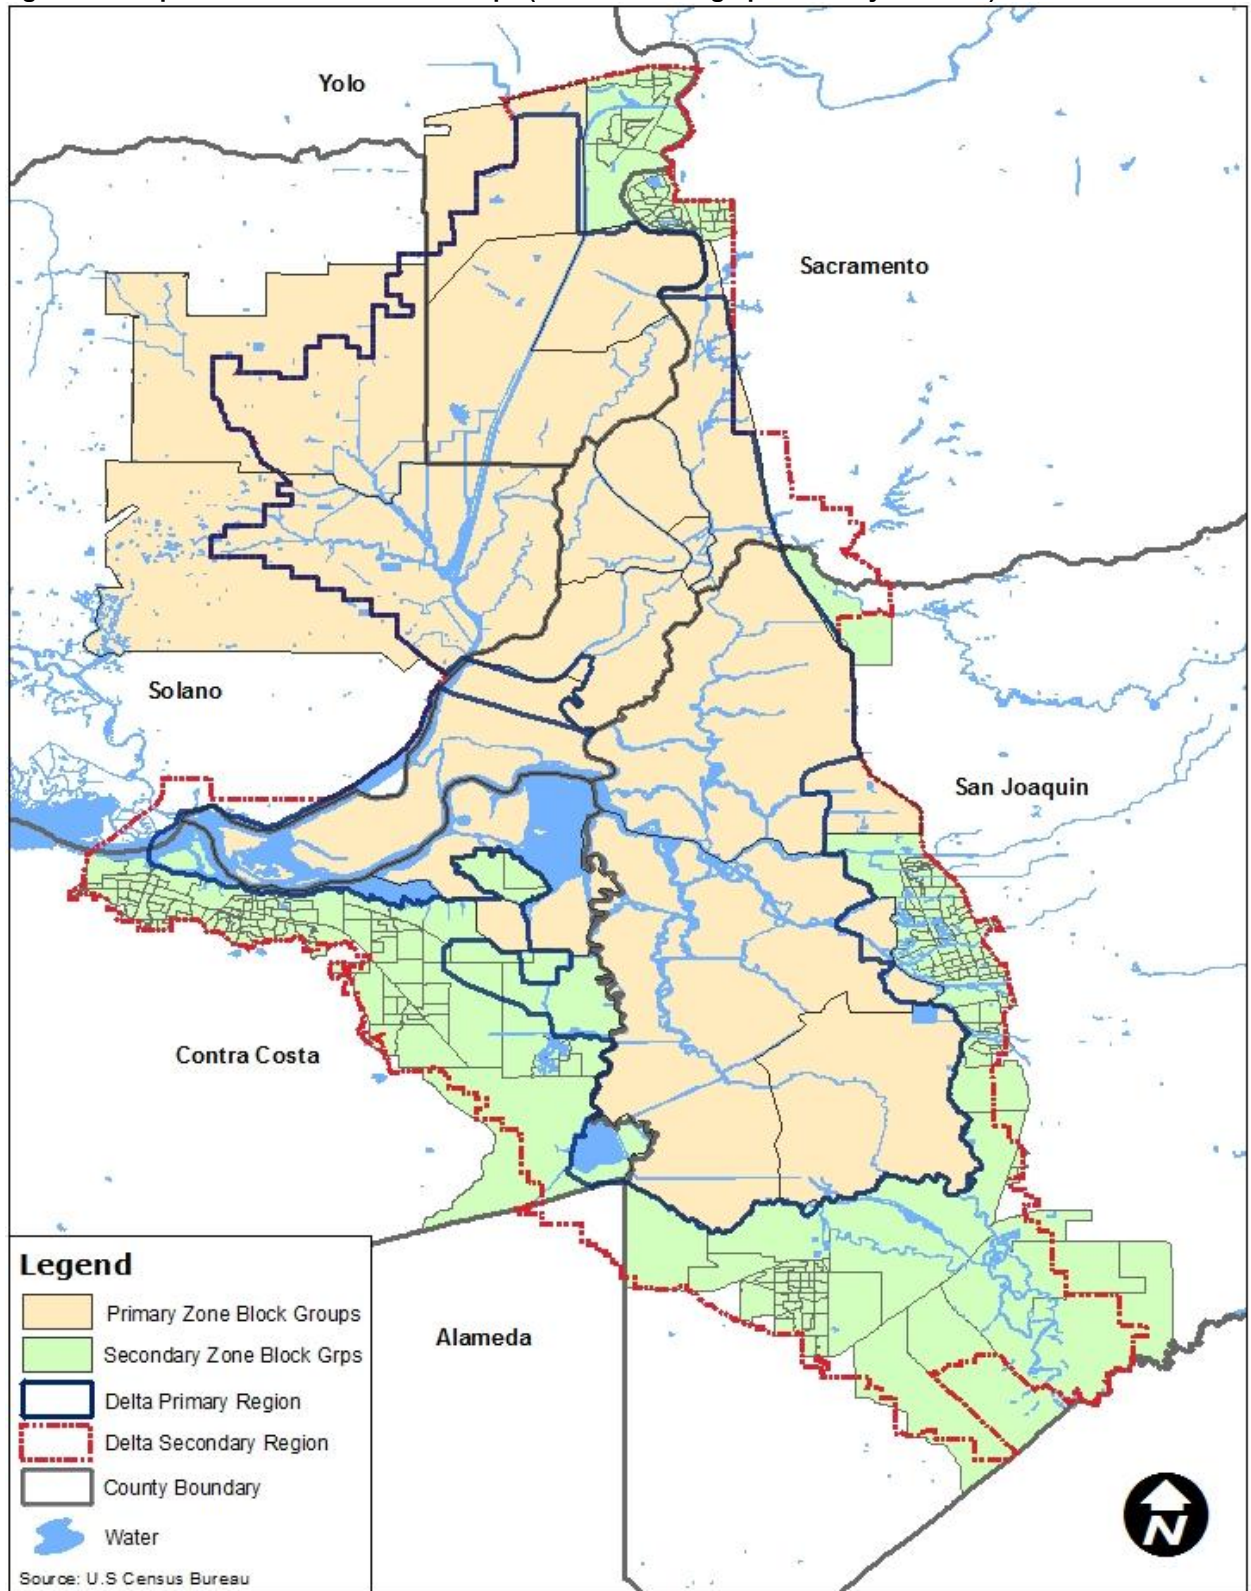 Yolo
Sacramento
Solano
San Joaquin
Contra Costa
Alameda
Legend
Primary Zone Block Groups
Secondary Zone Block Grps
Delta Primary Region
Delta Secondary Region
County Boundary
Water
Source: U.S Census Bureau
N